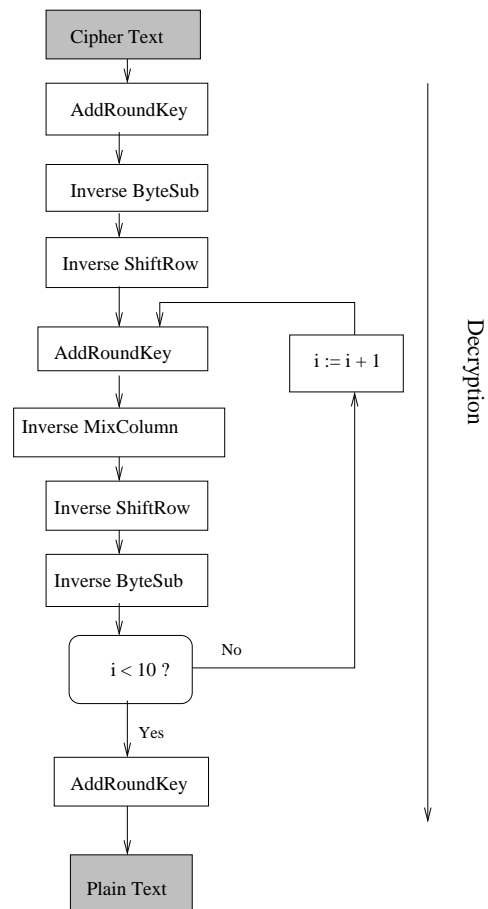 Cipher Text
AddRoundKey
Inverse ByteSub
Inverse ShiftRow
AddRoundKey
i := i + 1
Inverse MixColumn
Inverse ShiftRow
Inverse ByteSub
i < 10 ?
No
Yes
AddRoundKey
Plain Text
Decryption